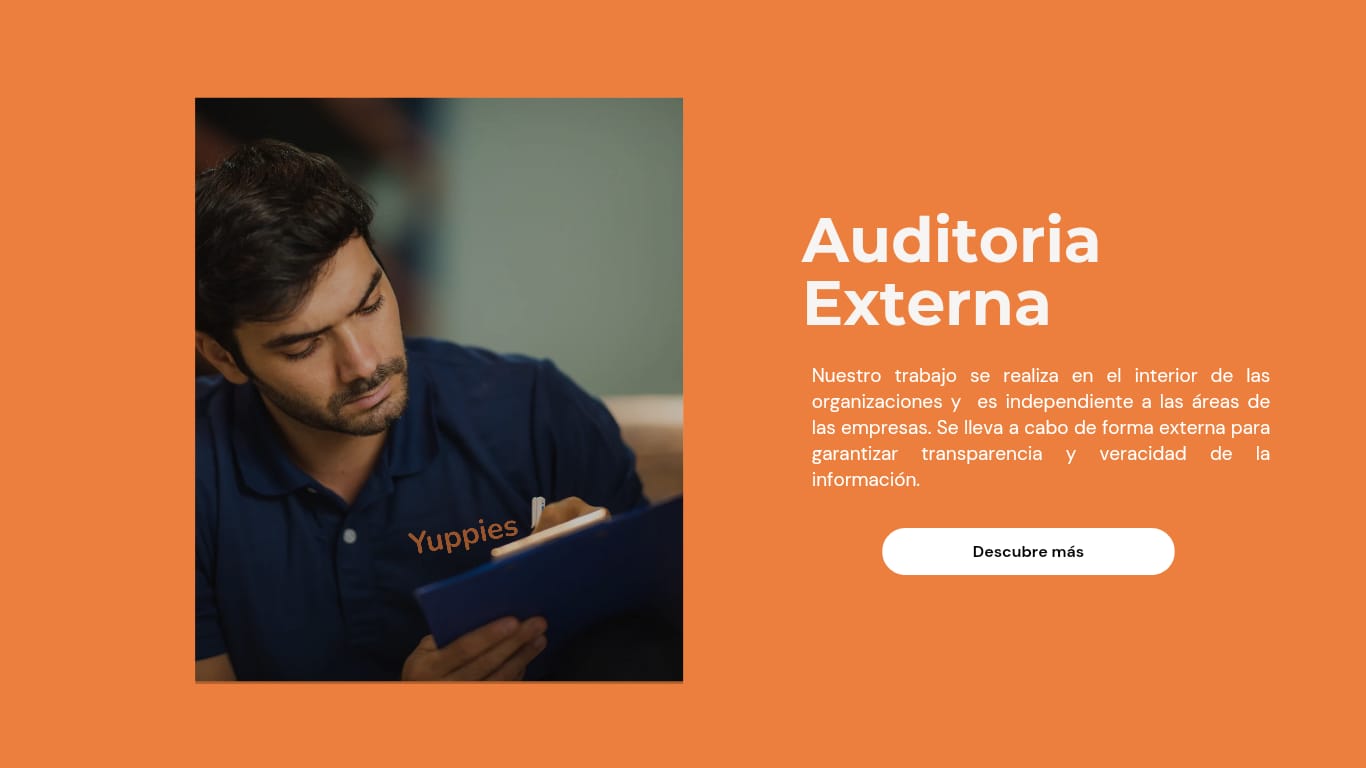 Auditoria
Externa
Nuestro trabajo se realiza en el interior de las
organizaciones y es independiente a las áreas de
las empresas. Se lleva a cabo de forma externa para
garantizar transparencia y veracidad de la
información.
Yuppies
Descubre más